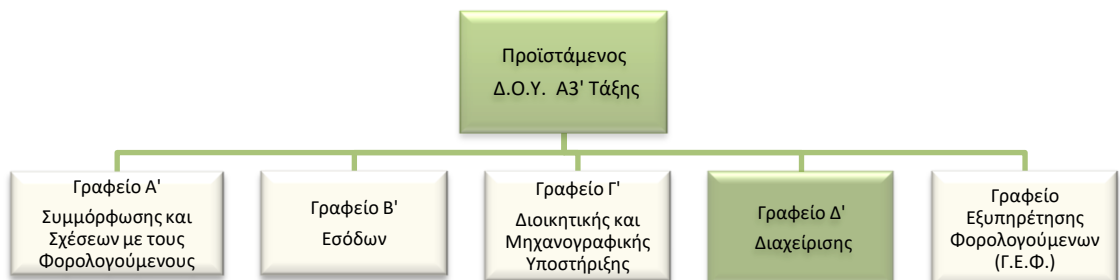 Προϊστάμενος
Δ.Ο.Υ. Α3' Τάξης
Γραφείο Α'
Συμμόρφωσης και
Σχέσεων με τους
Φορολογούμενους
Γραφείο Β'
Εσόδων
Γραφείο Γ'
Διοικητικής και
Μηχανογραφικής
Υποστήριξης
Γραφείο Δ'
Διαχείρισης
Γραφείο
Εξυπηρέτησης
Φορολογούμενων
(Γ.Ε.Φ.)